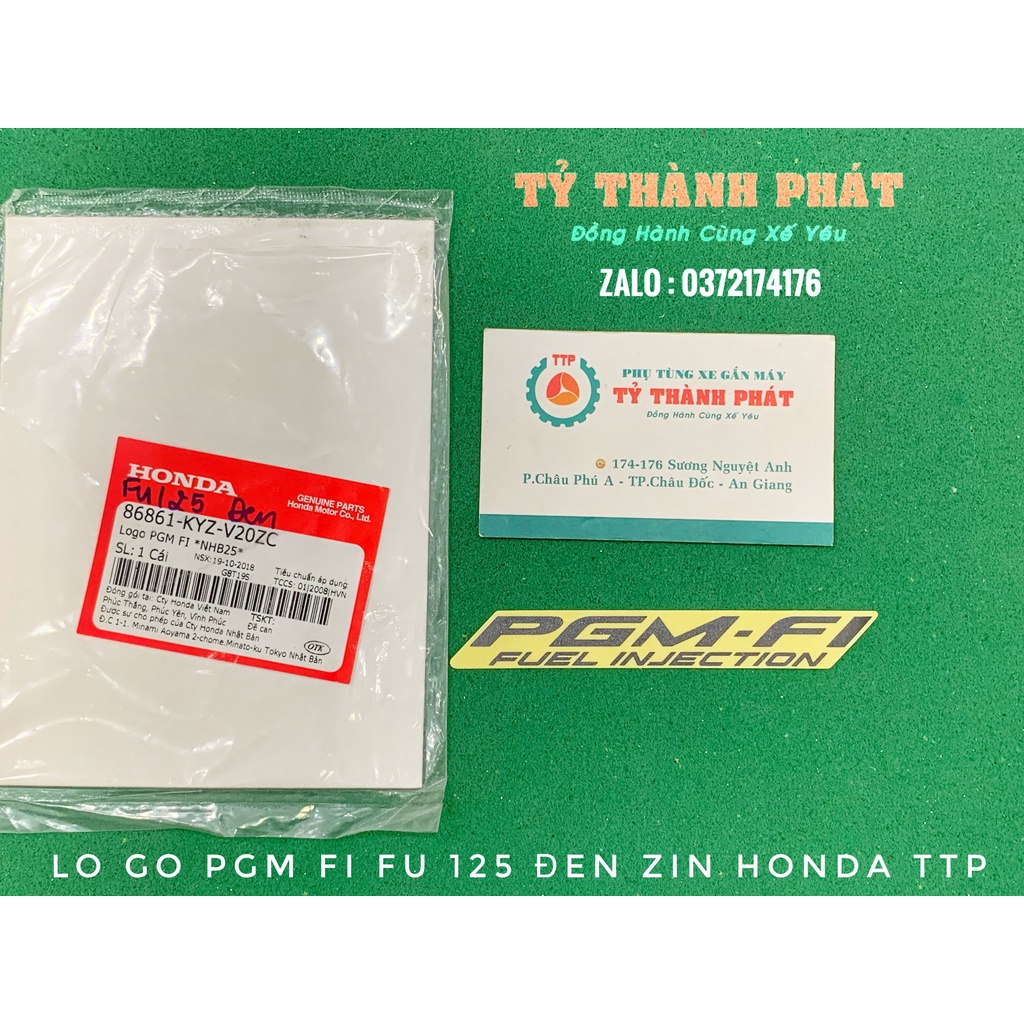 TỶ THÀNH PHÁT
Đồng Hành Cùng Xế Yêu
ZALO : 0372174176
TTP
PHỤ TÙNG XE GẮN MÁY
TỶ THÀNH PHÁT
Đồng Hành Cùng Xế Yêu
174-176 Sương Nguyệt Anh
P.Châu Phú A - TP.Châu Đốc - An Giang
HONDA
GENUINE PARTS
Honda Motor Co., Ltd.
FU 125 Đen
86861-KYZ-V20ZC
Logo PGM FI *NHB25*
SL: 1 Cái
NSX: 19-10-2018
G8T19S
Tiêu chuẩn áp dụng:
TCCS: 01|2008|HVN
Đóng gói tại: Cty Honda Việt Nam
TSKT:
Phúc Thắng, Phúc Yên, Vĩnh Phúc
Đề can
Được sự cho phép của Cty Honda Nhật Bản
Đ.C 1-1, Minami Aoyama 2-chome,Minato-ku Tokyo Nhật Bản
OTK
PGM-FI
FUEL INJECTION
LO GO PGM FI FU 125 ĐEN ZIN HONDA TTP